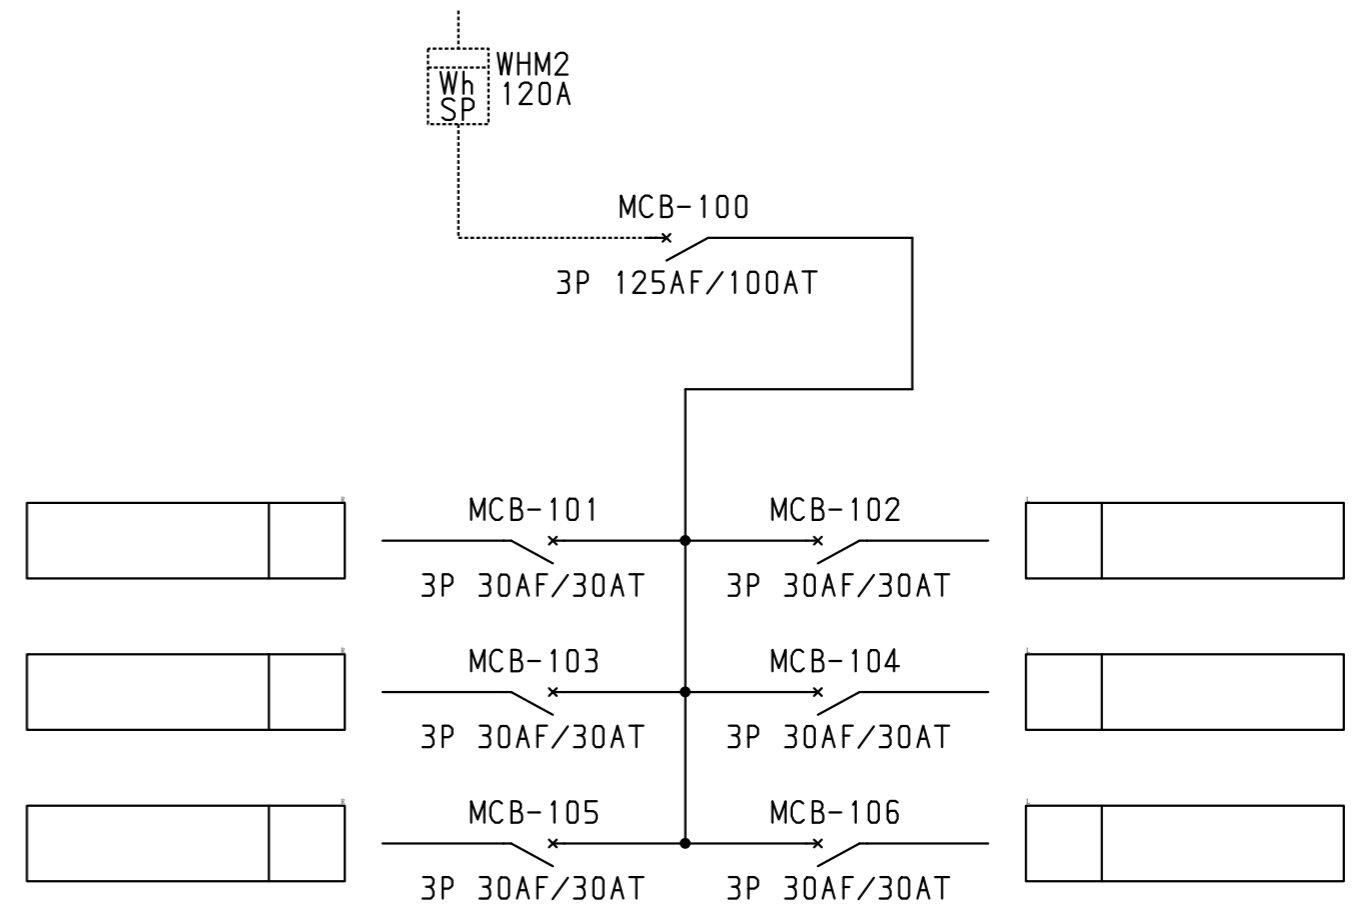 WHM2
120A
Wh
SP
MCB-100
3P 125AF/100AT
MCB-101
MCB-102
3P 30AF/30AT
3P 30AF/30AT
MCB-103
MCB-104
3P 30AF/30AT
3P 30AF/30AT
MCB-105
MCB-106
3P 30AF/30AT
3P 30AF/30AT